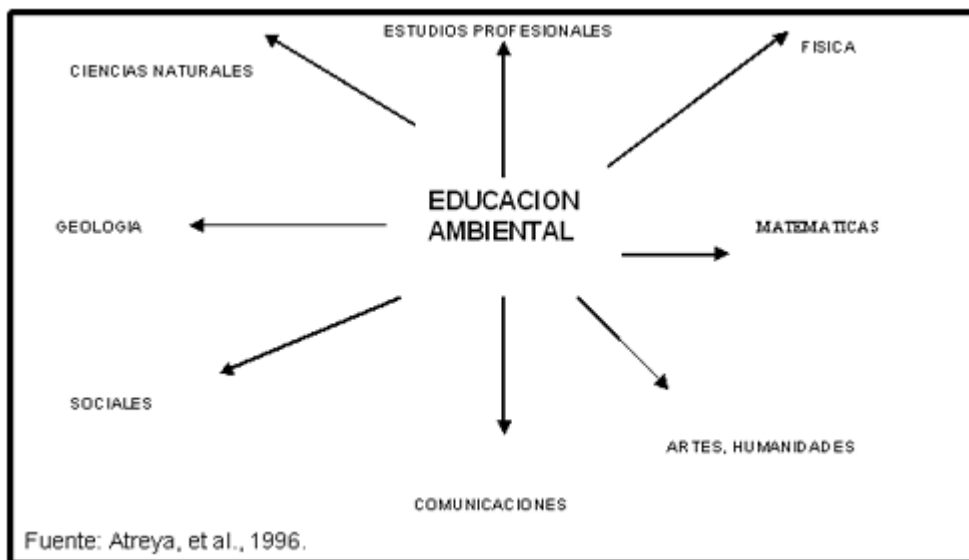 ESTUDIOS PROFESIONALES
FISICA
CIENCIAS NATURALES
EDUCACION
AMBIENTAL
GEOLOGIA
MATEMATICAS
SOCIALES
ARTES, HUMANIDADES
COMUNICACIONES
Fuente: Atreya, et al., 1996.